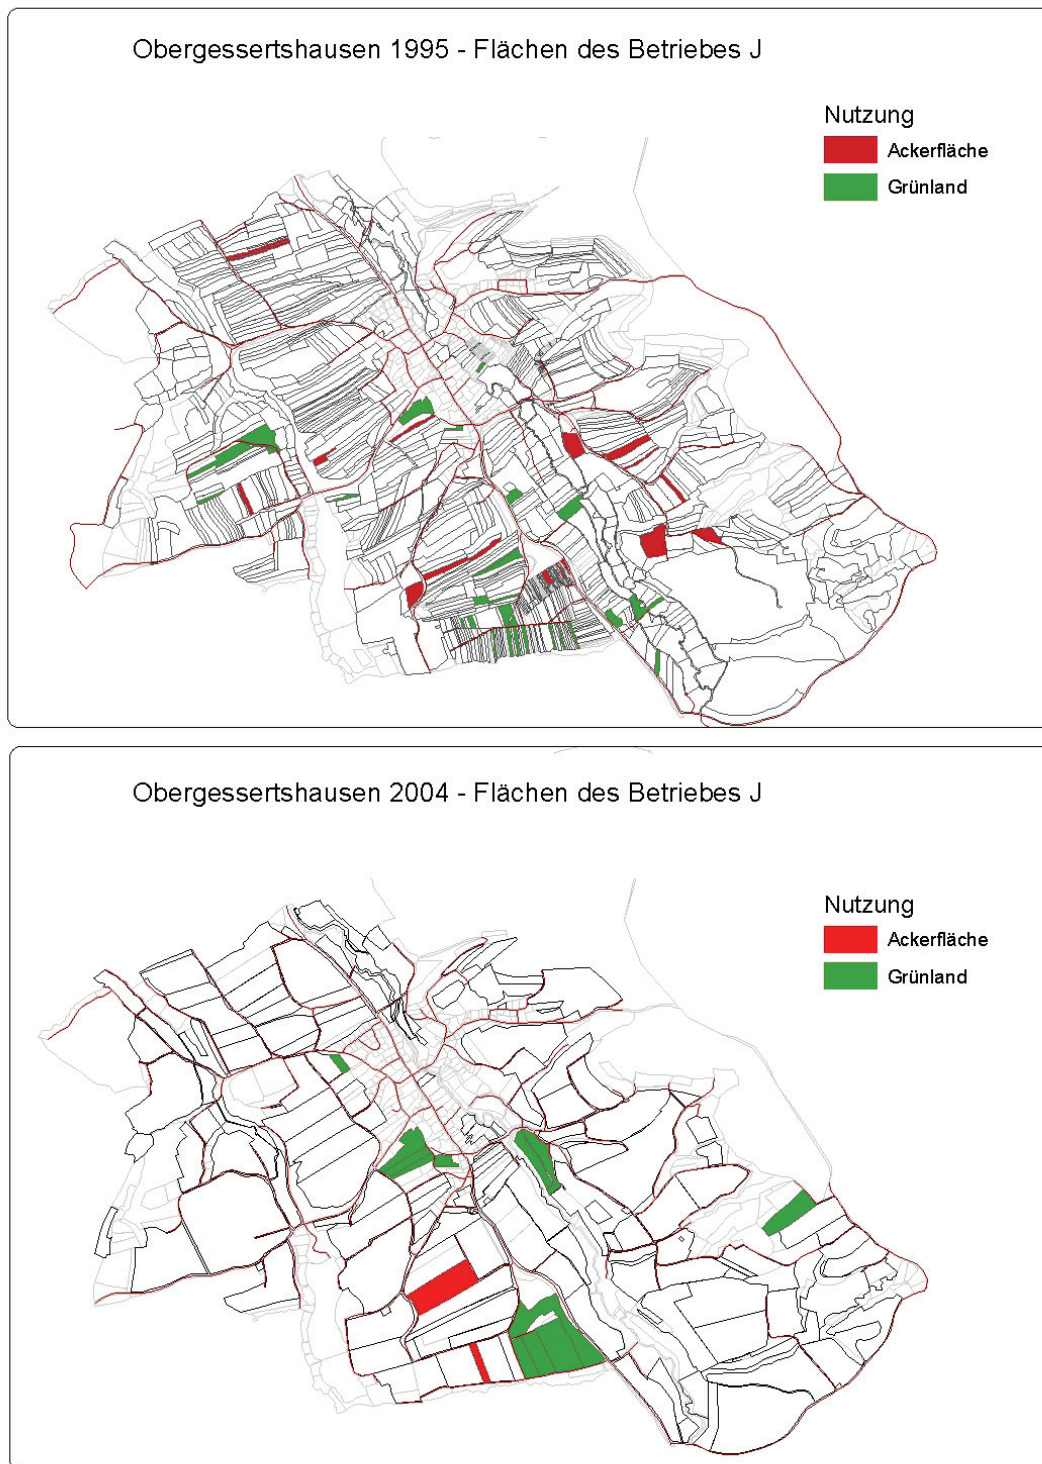 Obergessertshausen 1995 - Flächen des Betriebes J
Nutzung
Ackerfläche
Grünland
Obergessertshausen 2004 - Flächen des Betriebes J
Nutzung
Ackerfläche
Grünland